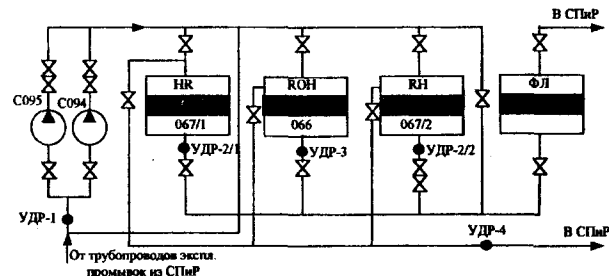 В СПиР
С095
С094
HR
067/1
ROH
066
RH
067/2
ФЛ
УДР-2/1
УДР-3
УДР-2/2
УДР-1
УДР-4
В СПиР
От трубопроводов экспл.
промывок из СПиР